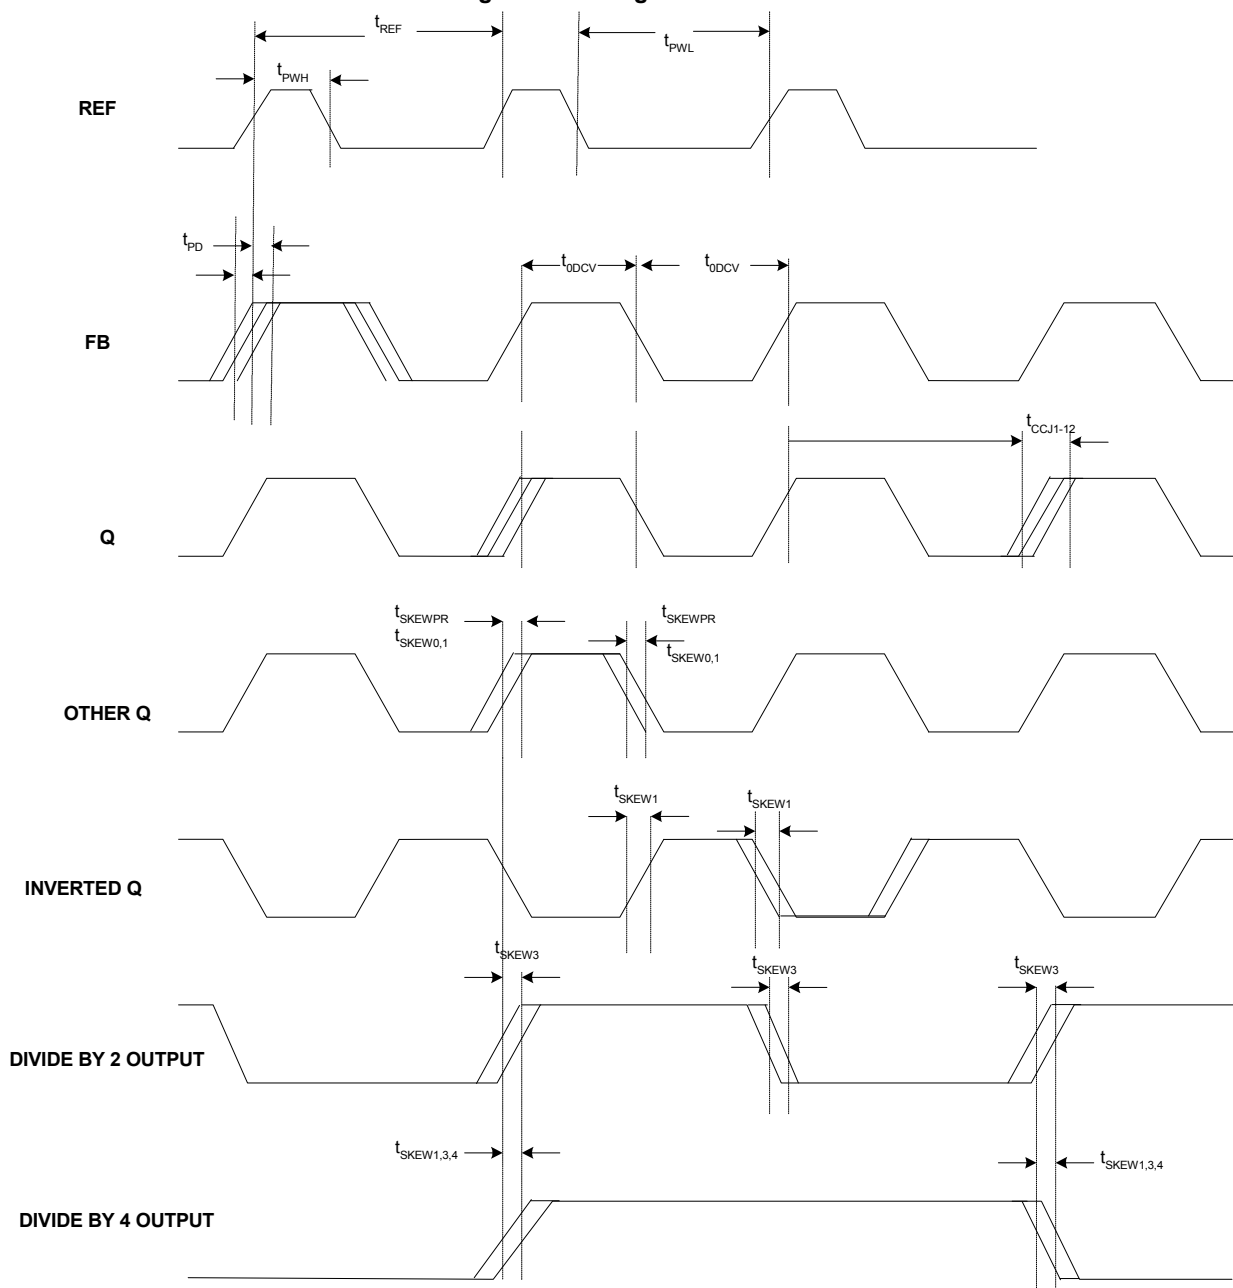 t_REF
t_PWL
t_PWH
REF
t_PD
t_0DCV
t_0DCV
FB
t_CCJ1-12
Q
t_SKEWPR
t_SKEW0,1
t_SKEWPR
t_SKEW0,1
OTHER Q
t_SKEW1
t_SKEW1
INVERTED Q
t_SKEW3
t_SKEW3
t_SKEW3
DIVIDE BY 2 OUTPUT
t_SKEW1,3,4
t_SKEW1,3,4
DIVIDE BY 4 OUTPUT